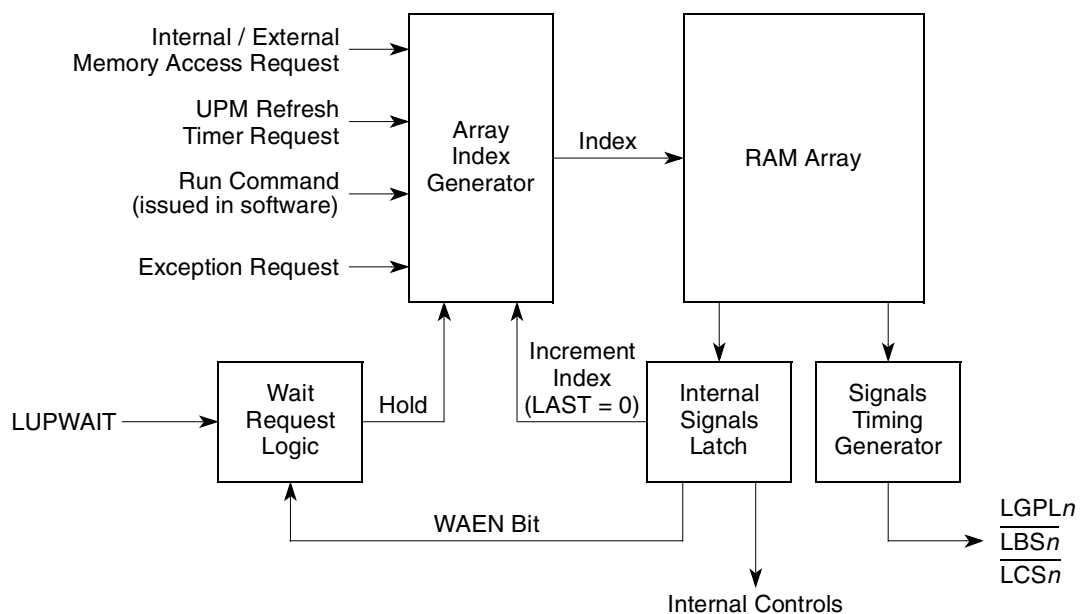 Internal / External
Memory Access Request
UPM Refresh
Timer Request
Run Command
(issued in software)
Exception Request
Array
Index
Generator
Index
RAM Array
LUPWAIT
Wait
Request
Logic
Hold
Increment
Index
(LAST = 0)
Internal
Signals
Latch
Signals
Timing
Generator
WAEN Bit
LGPLn
LBSn
LCSn
Internal Controls